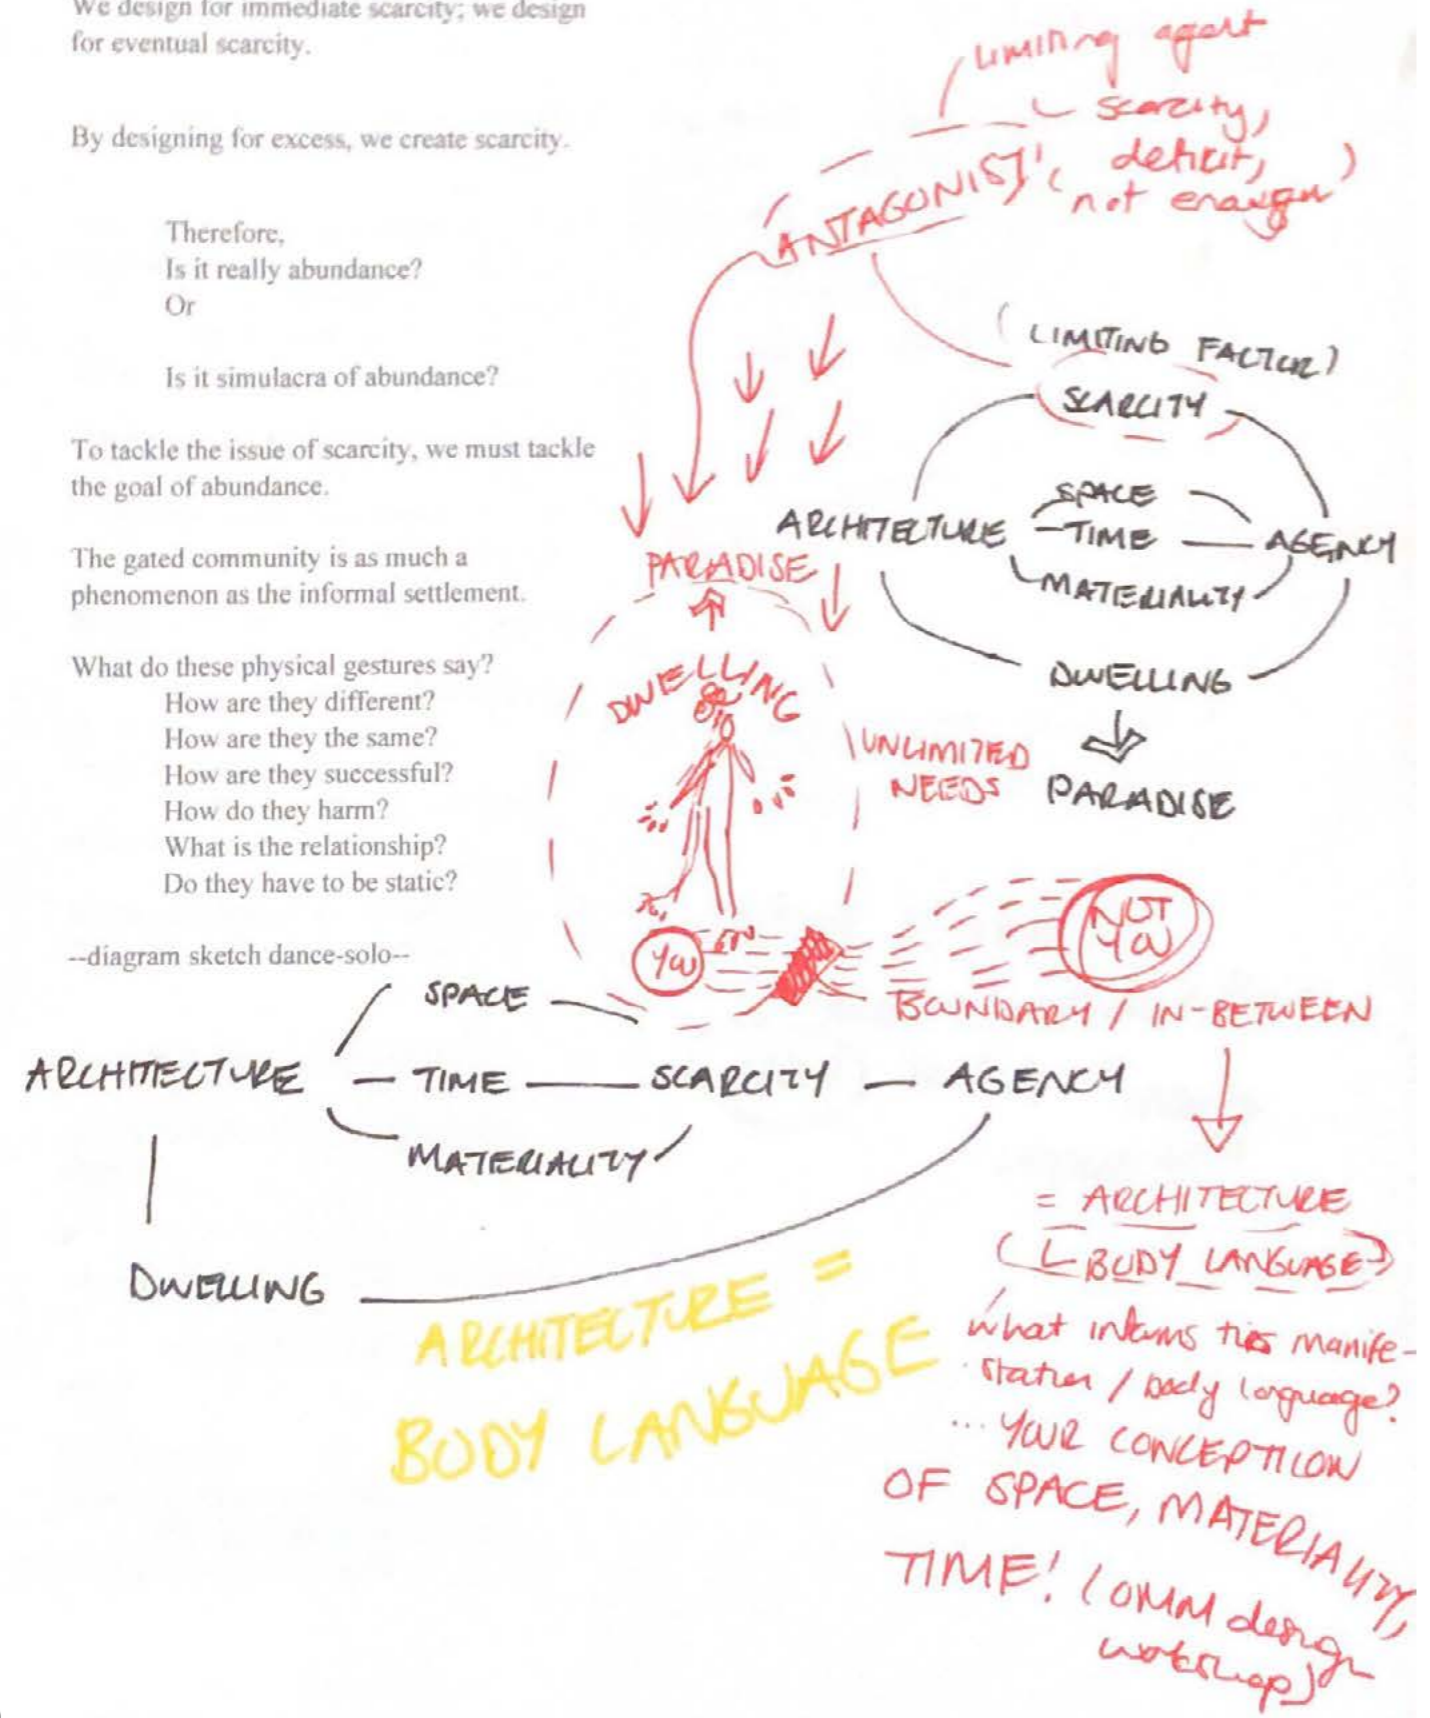 We design for immediate scarcity; we design
for eventual scarcity.
By designing for excess, we create scarcity.
Therefore,
Is it really abundance?
Or
Is it simulacra of abundance?
To tackle the issue of scarcity, we must tackle
the goal of abundance.
The gated community is as much a
phenomenon as the informal settlement.
What do these physical gestures say?
How are they different?
How are they the same?
How are they successful?
How do they harm?
What is the relationship?
Do they have to be static?
--diagram sketch dance-solo--
limiting agent
scarcity,
ANTAGONIST (deficit,
not enough)
(LIMITING FACTOR)
SCARCITY
SPACE
ARCHITECTURE – TIME — AGENCY
MATERIALITY
DWELLING
PARADISE
PARADISE
DWELLING
UNLIMITED
NEEDS
YOU
NOT
YOU
BOUNDARY / IN-BETWEEN
SPACE
ARCHITECTURE — TIME — SCARCITY — AGENCY
MATERIALITY
DWELLING
ARCHITECTURE =
BODY LANGUAGE
= ARCHITECTURE
(BODY LANGUAGE)
what informs this manife-
station / body language?
... YOUR CONCEPTION
OF SPACE, MATERIALITY,
TIME! (OMM design
workshop)